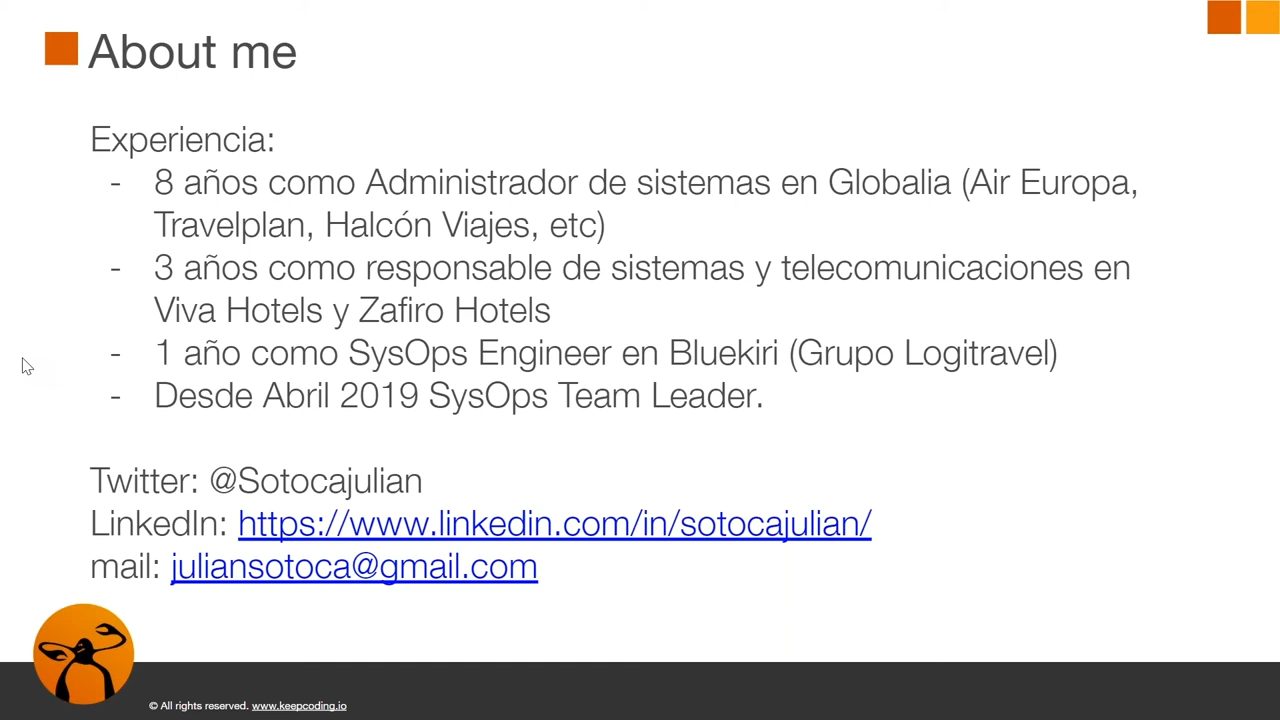 About me
Experiencia:
- 8 años como Administrador de sistemas en Globalia (Air Europa,
Travelplan, Halcón Viajes, etc)
- 3 años como responsable de sistemas y telecomunicaciones en
Viva Hotels y Zafiro Hotels
- 1 año como SysOps Engineer en Bluekiri (Grupo Logitravel)
- Desde Abril 2019 SysOps Team Leader.
Twitter: @Sotocajulian
LinkedIn: https://www.linkedin.com/in/sotocajulian/
mail: juliansotoca@gmail.com
© All rights reserved. www.keepcoding.io